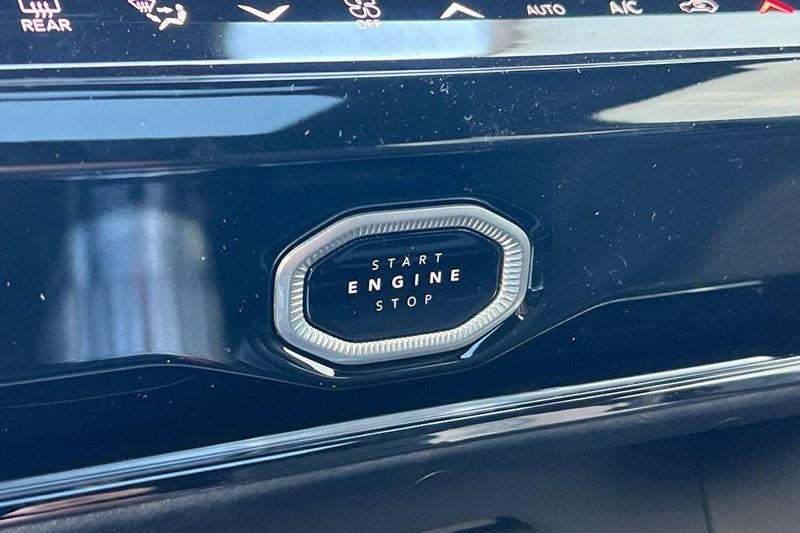 REAR
OFF
AUTO
A/C
START
ENGINE
STOP